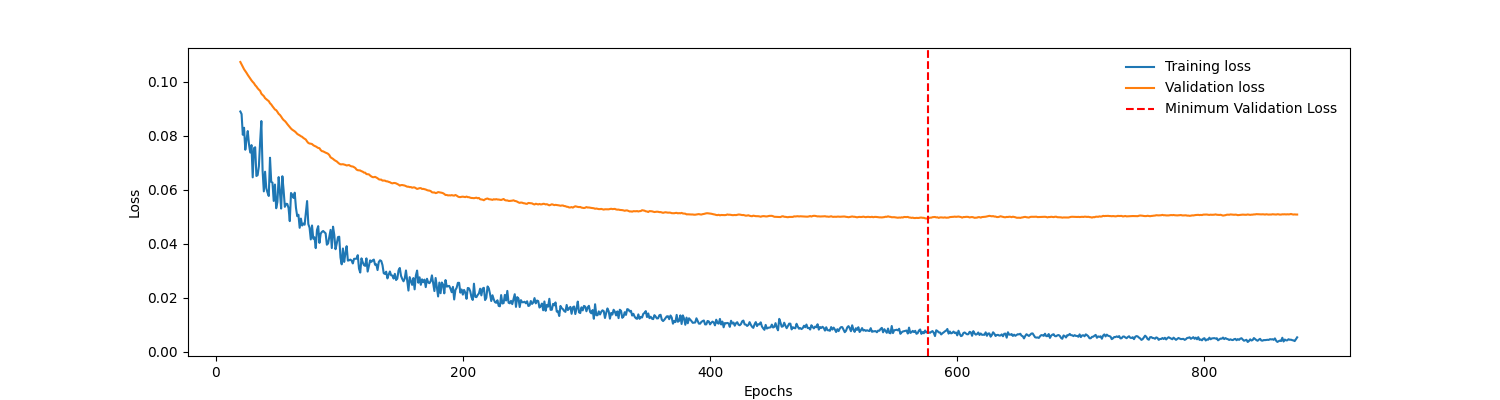 0.10
0.08
0.06
0.04
0.02
0.00
Loss
0
200
400
600
800
Epochs
Training loss
Validation loss
Minimum Validation Loss